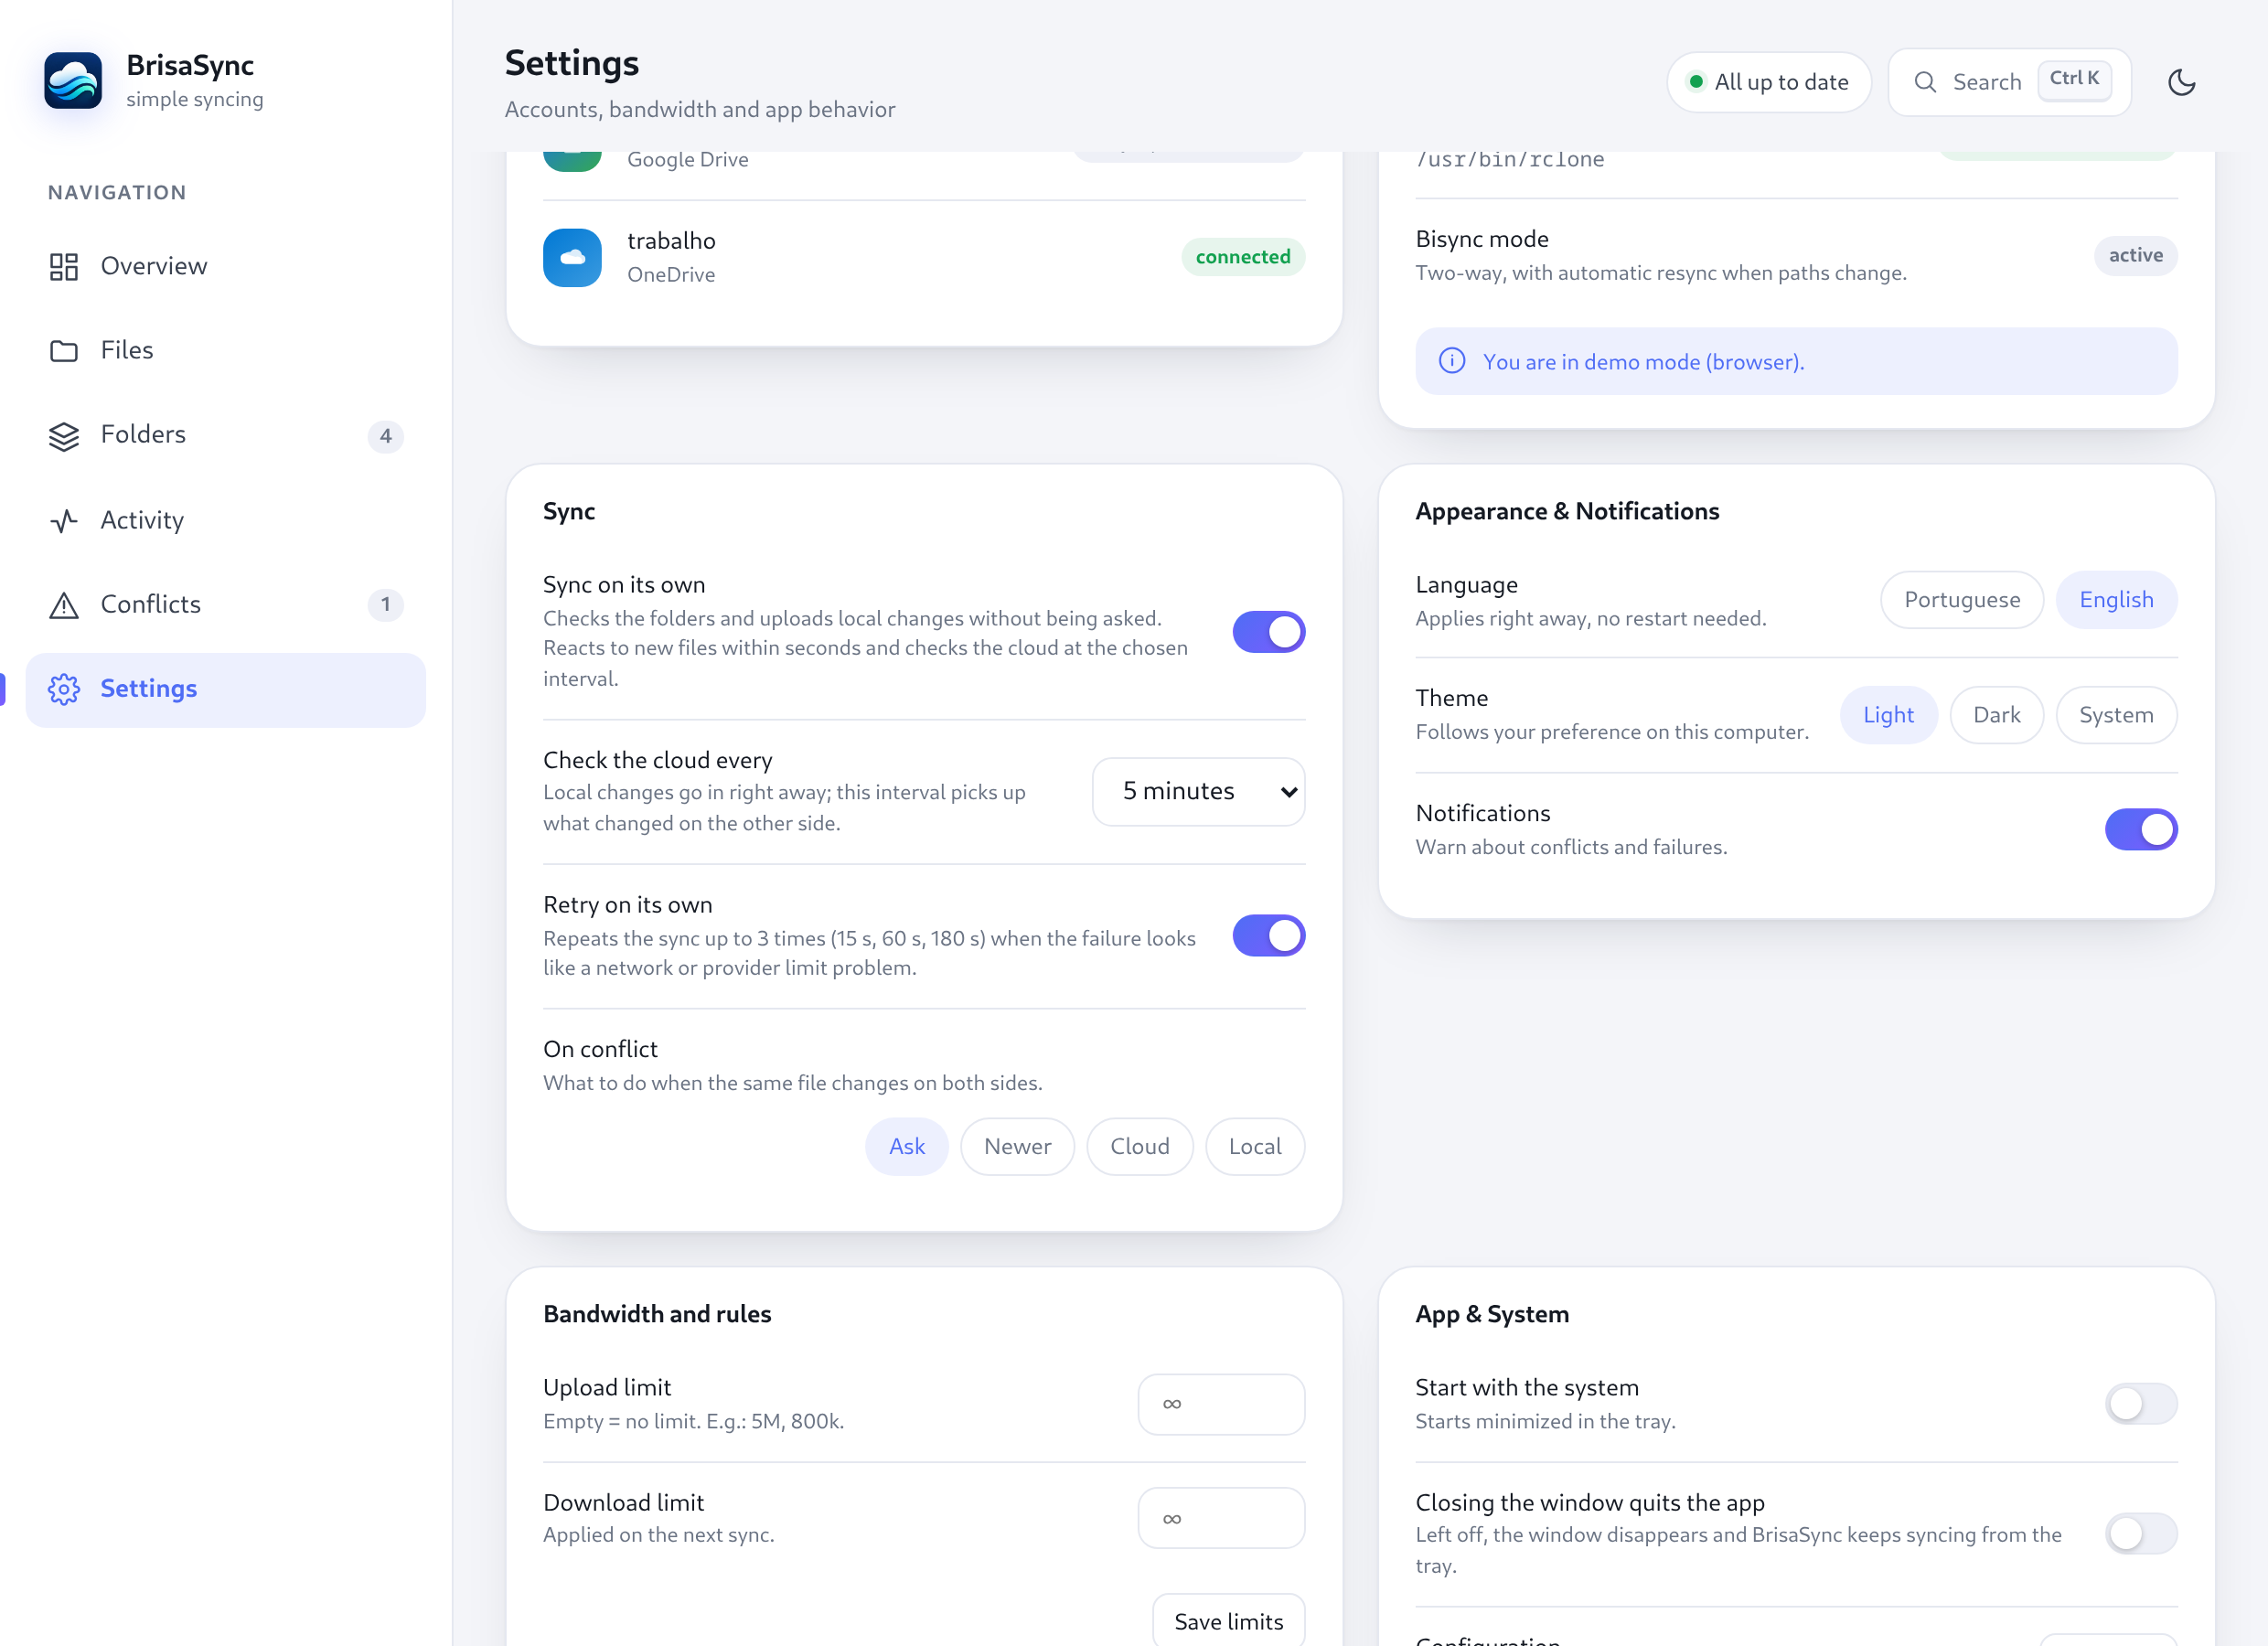 BrisaSync
simple syncing
NAVIGATION
Overview
Files
Folders
4
Activity
Conflicts
1
Settings
Settings
Accounts, bandwidth and app behavior
All up to date
Search
Ctrl K
Google Drive
trabalho
OneDrive
connected
/usr/bin/rclone
Bisync mode
Two-way, with automatic resync when paths change.
active
You are in demo mode (browser).
Sync
Sync on its own
Checks the folders and uploads local changes without being asked.
Reacts to new files within seconds and checks the cloud at the chosen
interval.
Check the cloud every
Local changes go in right away; this interval picks up
what changed on the other side.
5 minutes
Retry on its own
Repeats the sync up to 3 times (15 s, 60 s, 180 s) when the failure looks
like a network or provider limit problem.
On conflict
What to do when the same file changes on both sides.
Ask
Newer
Cloud
Local
Appearance & Notifications
Language
Applies right away, no restart needed.
Portuguese
English
Theme
Follows your preference on this computer.
Light
Dark
System
Notifications
Warn about conflicts and failures.
Bandwidth and rules
Upload limit
Empty = no limit. E.g.: 5M, 800k.
∞
Download limit
Applied on the next sync.
∞
Save limits
App & System
Start with the system
Starts minimized in the tray.
Closing the window quits the app
Left off, the window disappears and BrisaSync keeps syncing from the
tray.
Configuration